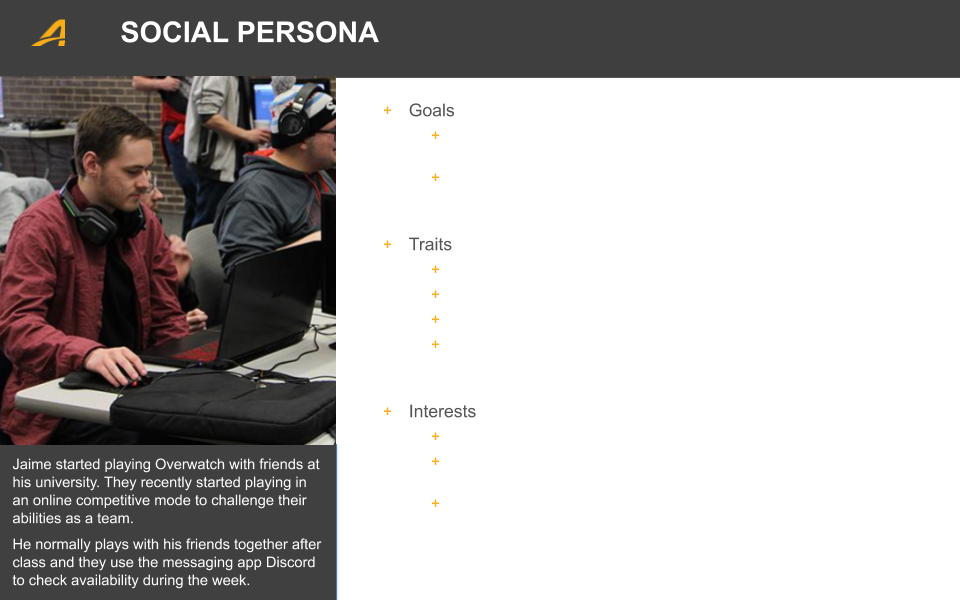 SOCIAL PERSONA
+ Goals
+
+
+ Traits
+
+
+
+
+ Interests
+
+
+
Jaime started playing Overwatch with friends at
his university. They recently started playing in
an online competitive mode to challenge their
abilities as a team.
He normally plays with his friends together after
class and they use the messaging app Discord
to check availability during the week.